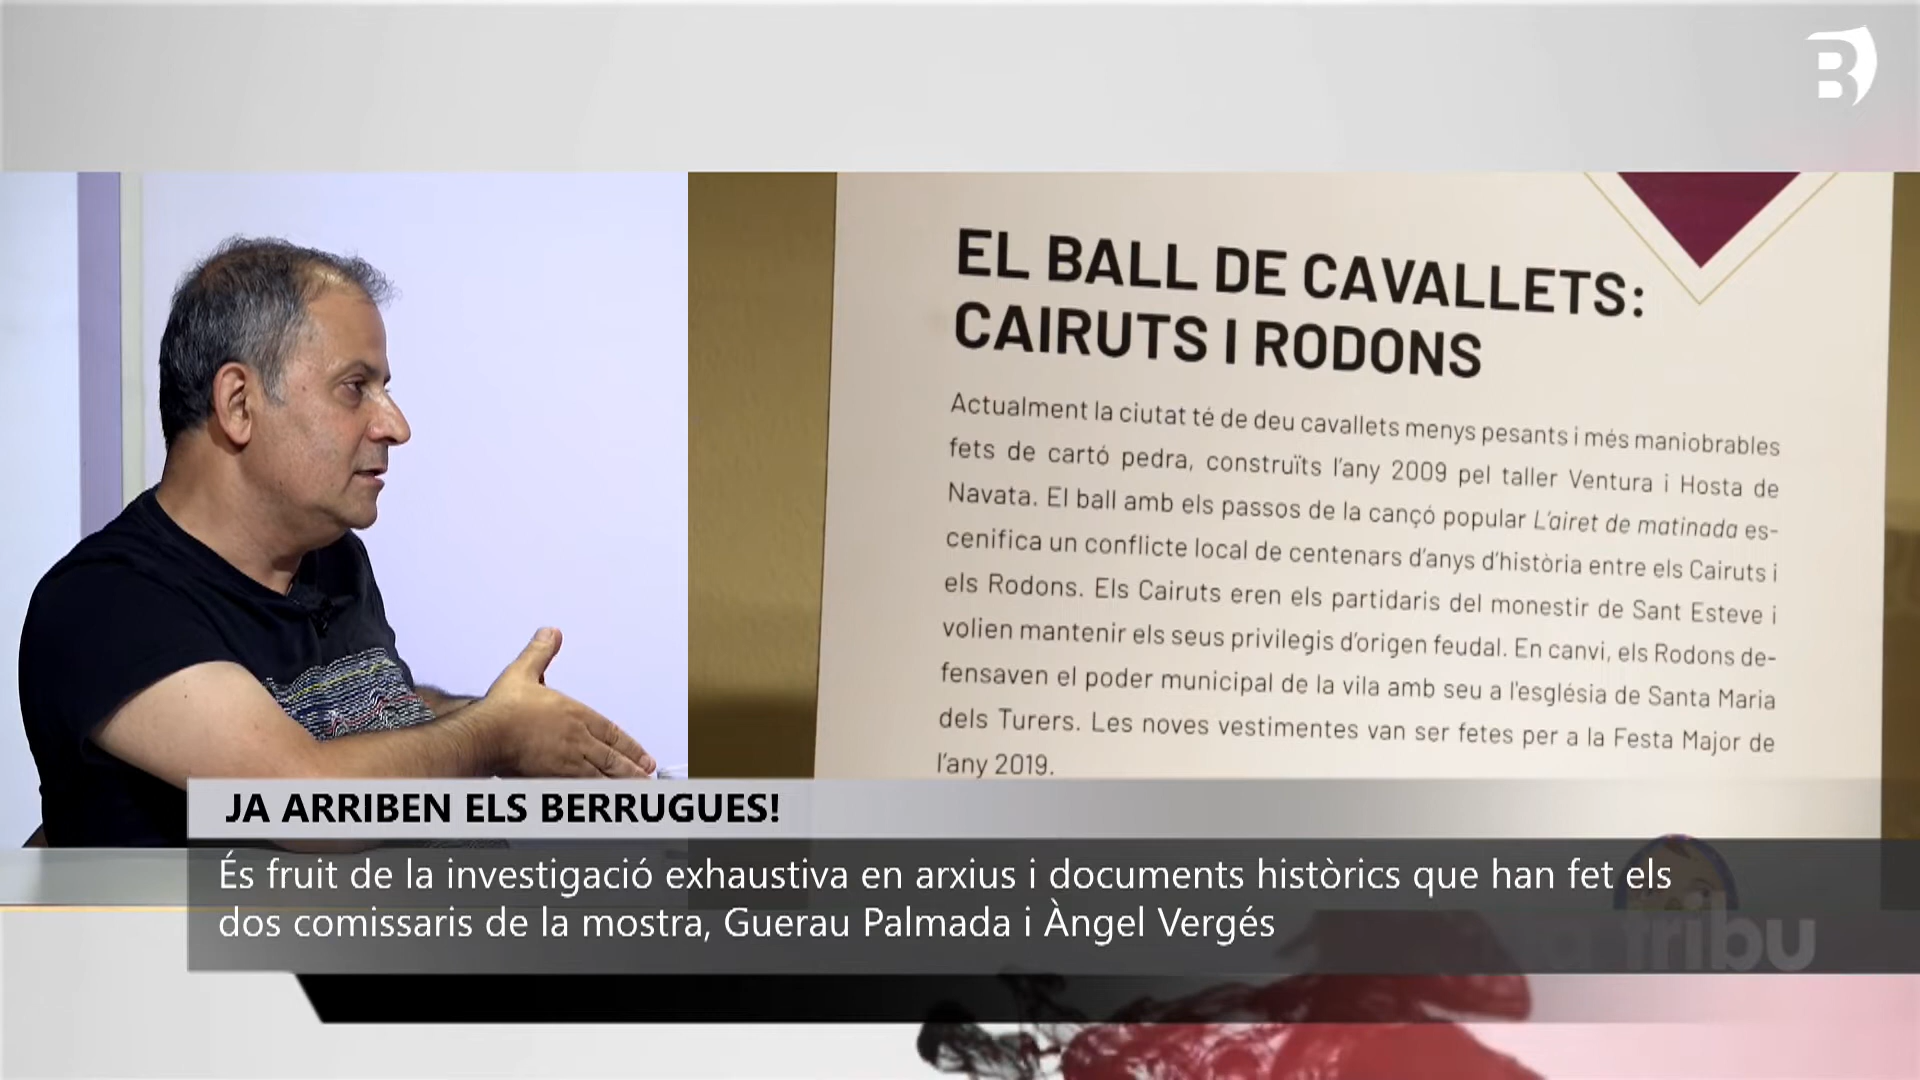 B
EL BALL DE CAVALLETS:
CAIRUTS I RODONS
Actualment la ciutat té de deu cavallets menys pesants i més maniobrables
fets de cartó pedra, construïts l'any 2009 pel taller Ventura i Hosta de
Navata. El ball amb els passos de la cançó popular L'airet de matinada es-
cenifica un conflicte local de centenars d'anys d'història entre els Cairuts i
els Rodons. Els Cairuts eren els partidaris del monestir de Sant Esteve i
volien mantenir els seus privilegis d'origen feudal. En canvi, els Rodons de-
fensaven el poder municipal de la vila amb seu a l'església de Santa Maria
dels Turers. Les noves vestimentes van ser fetes per a la Festa Major de
l'any 2019.
JA ARRIBEN ELS BERRUGUES!
És fruit de la investigació exhaustiva en arxius i documents històrics que han fet els
dos comissaris de la mostra, Guerau Palmada i Àngel Vergés
tribu